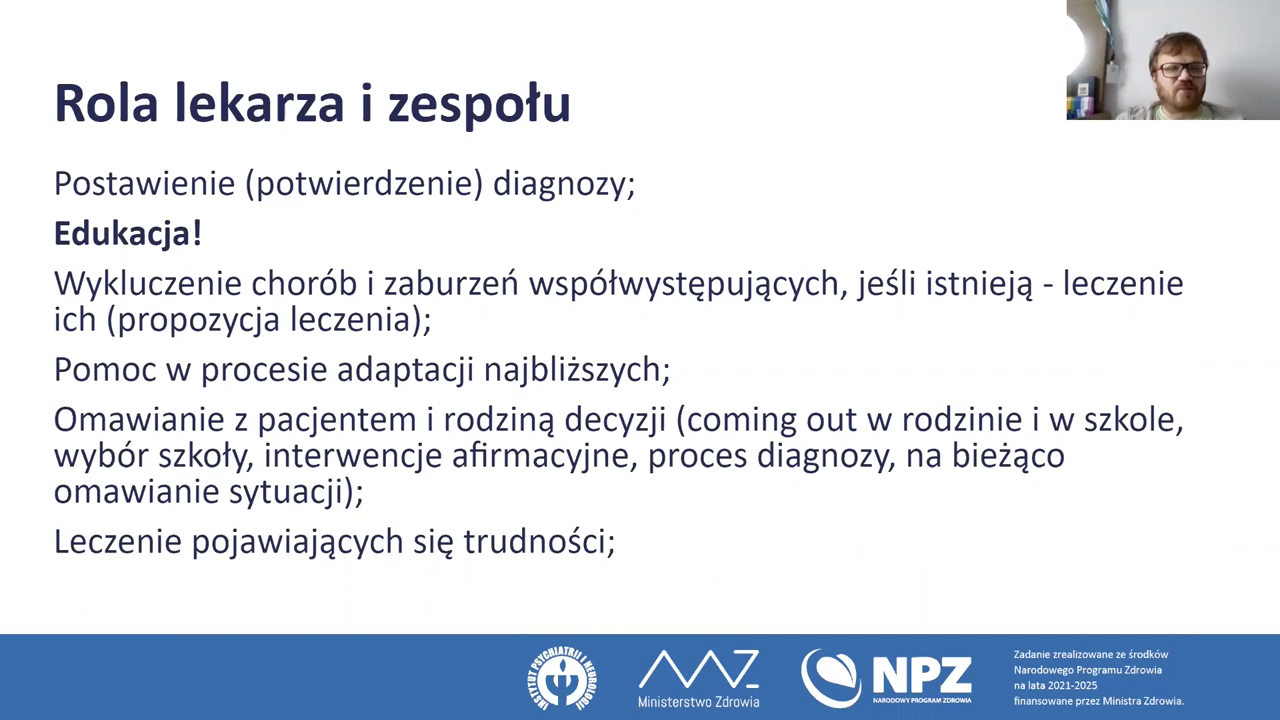 Rola lekarza i zespołu
Postawienie (potwierdzenie) diagnozy;
Edukacja!
Wykluczenie chorób i zaburzeń współwystępujących, jeśli istnieją - leczenie
ich (propozycja leczenia);
Pomoc w procesie adaptacji najbliższych;
Omawianie z pacjentem i rodziną decyzji (coming out w rodzinie i w szkole,
wybór szkoły, interwencje afirmacyjne, proces diagnozy, na bieżąco
omawianie sytuacji);
Leczenie pojawiających się trudności;
INSTYTUT PSYCHIATRII I NEUROLOGII
Ministerstwo Zdrowia
NPZ
NARODOWY PROGRAM ZDROWIA
Zadanie zrealizowane ze środków
Narodowego Programu Zdrowia
na lata 2021-2025
finansowane przez Ministra Zdrowia.